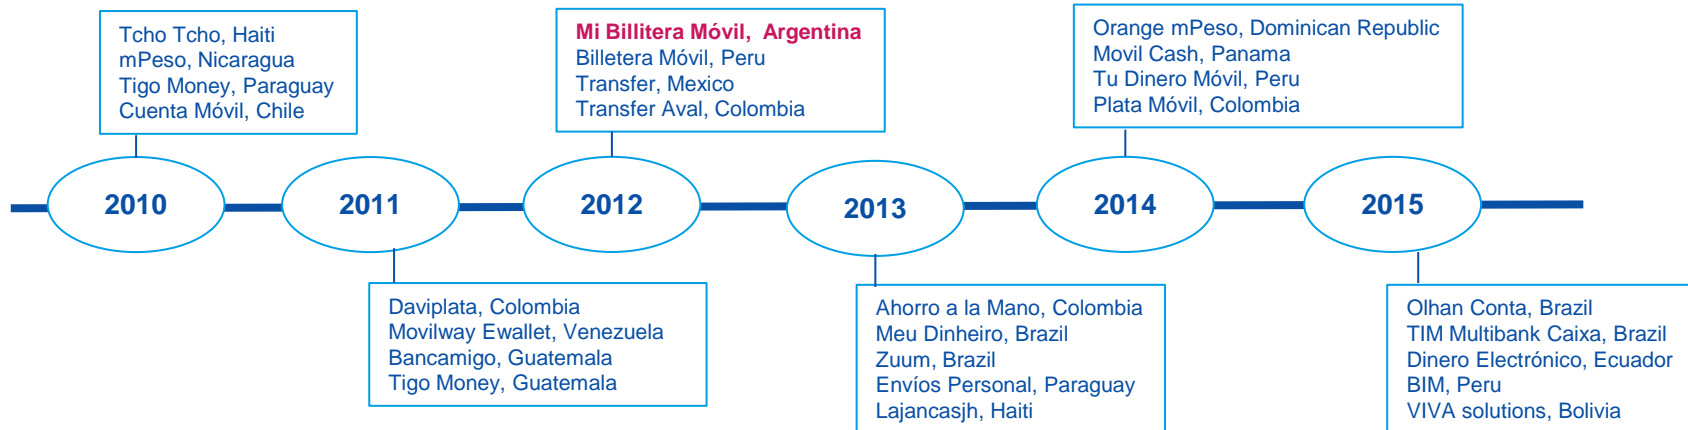 Tcho Tcho, Haiti
mPeso, Nicaragua
Tigo Money, Paraguay
Cuenta Móvil, Chile
Mi Billitera Móvil,  Argentina
Billetera Móvil, Peru
Transfer, Mexico
Transfer Aval, Colombia
Orange mPeso, Dominican Republic
Movil Cash, Panama
Tu Dinero Móvil, Peru
Plata Móvil, Colombia
2010
2011
2012
2013
2014
2015
Daviplata, Colombia
Movilway Ewallet, Venezuela
Bancamigo, Guatemala
Tigo Money, Guatemala
Ahorro a la Mano, Colombia
Meu Dinheiro, Brazil
Zuum, Brazil
Envíos Personal, Paraguay
Lajancasjh, Haiti
Olhan Conta, Brazil
TIM Multibank Caixa, Brazil
Dinero Electrónico, Ecuador
BIM, Peru
VIVA solutions, Bolivia